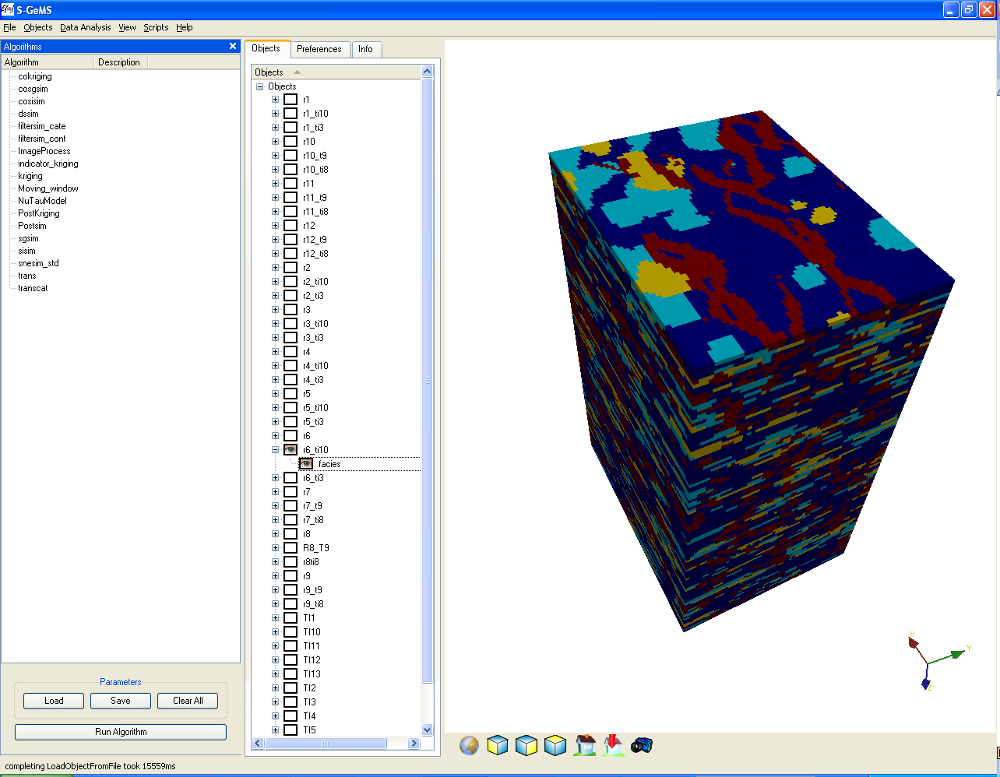 S-GeMS
File Objects Data Analysis View Scripts Help
Algorithms
Algorithm Description
cokriging
cosgsim
cosisim
dssim
filtersim_cate
filtersim_cont
ImageProcess
indicator_kriging
kriging
Moving_window
NuTauModel
PostKriging
Postsim
sgsim
sisim
snesim_std
trans
transcat
Parameters
Load Save Clear All
Run Algorithm
Objects Preferences Info
Objects
Objects
r1
r1_ti10
r1_ti3
r10
r10_t9
r10_ti8
r11
r11_t9
r11_ti8
r12
r12_t9
r12_ti8
r2
r2_ti10
r2_ti3
r3
r3_ti10
r3_ti3
r4
r4_ti10
r4_ti3
r5
r5_ti10
r5_ti3
r6
r6_ti10
facies
r6_ti3
r7
r7_t9
r7_ti8
r8
R8_T9
r8ti8
r9
r9_t9
r9_ti8
TI1
TI10
TI11
TI12
TI13
TI2
TI3
TI4
TI5
X
Y
Z
completing LoadObjectFromFile took 15559ms